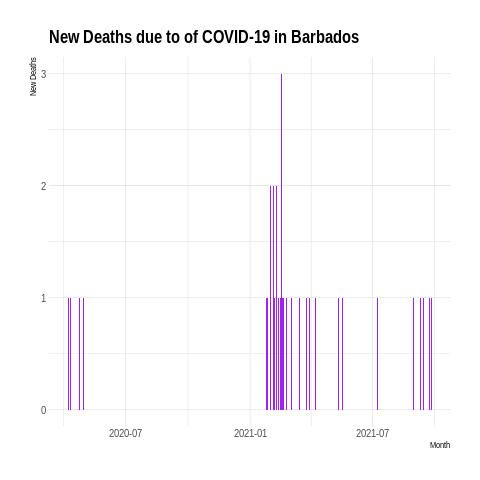 New Deaths due to of COVID-19 in Barbados
New Deaths
3
2
1
0
2020-07 2021-01 2021-07
Month